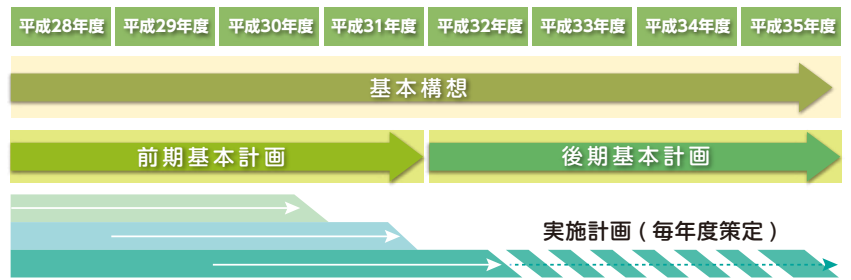 平成28年度 平成29年度 平成30年度 平成31年度 平成32年度 平成33年度 平成34年度 平成35年度
基本構想
前期基本計画 後期基本計画
実施計画 ( 毎年度策定 )